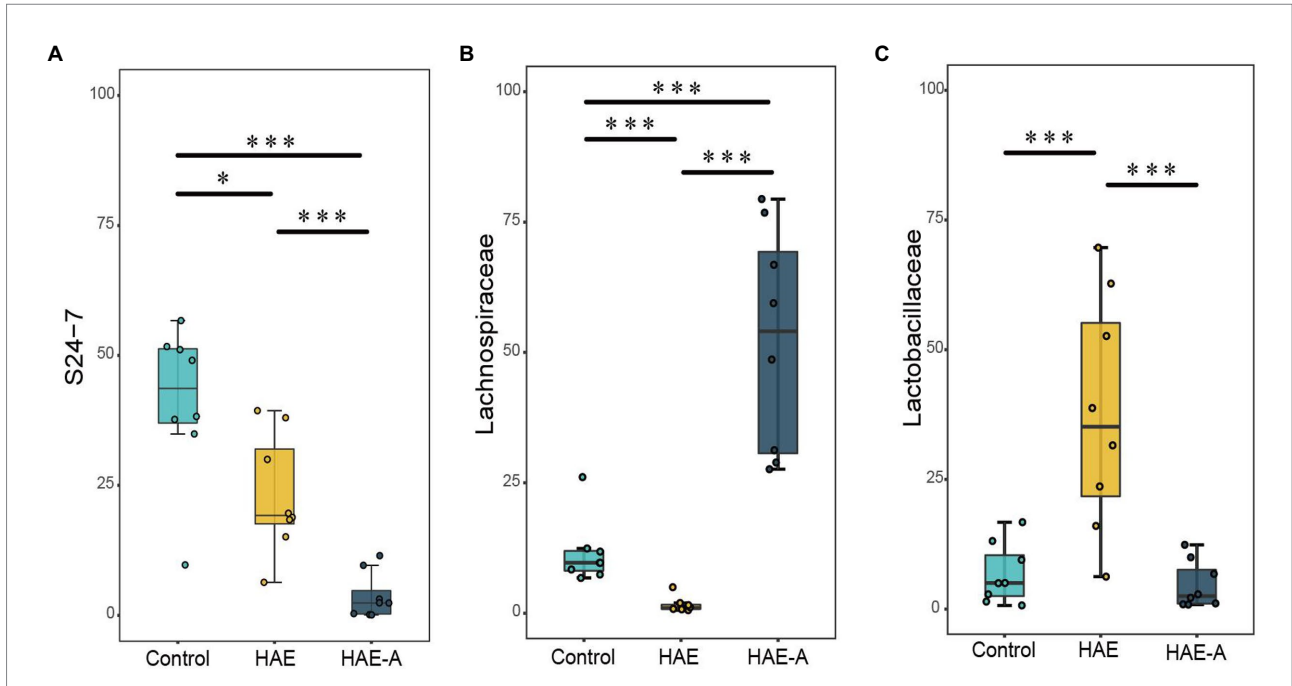 A
S24-7
100
75
50
25
0
***
*
***
Control HAE HAE-A
B
Lachnospiraceae
100
75
50
25
0
***
***
***
Control HAE HAE-A
C
Lactobacillaceae
100
75
50
25
0
***
***
Control HAE HAE-A